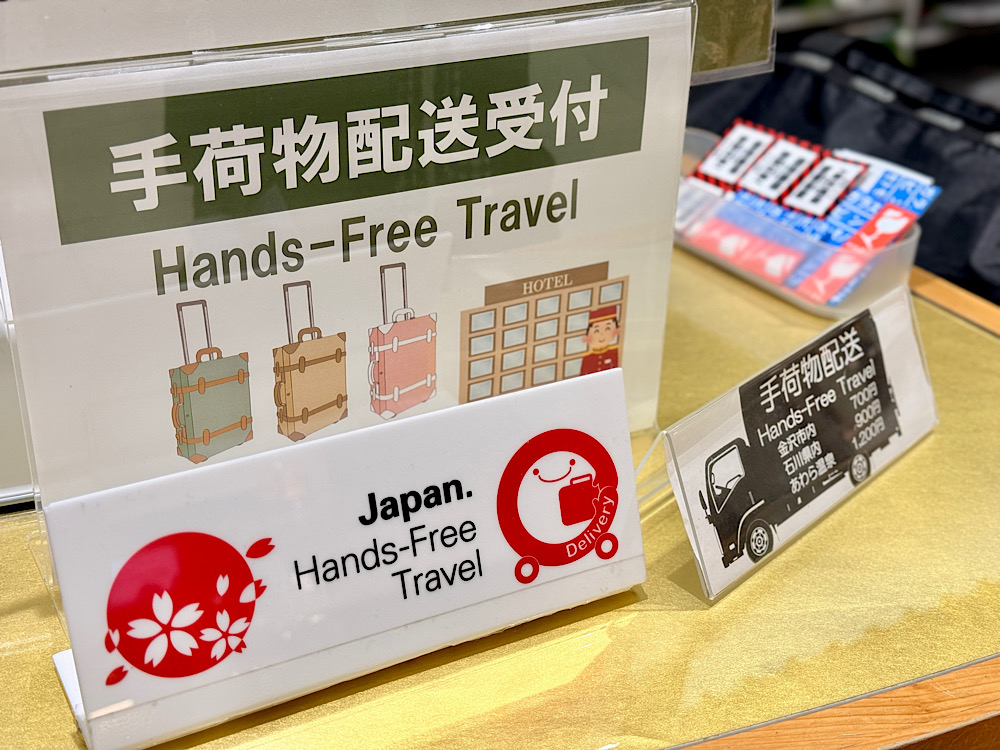 手荷物配送受付
Hands-Free Travel
HOTEL
Japan.
Hands-Free
Travel
Delivery
手荷物配送
Hands-Free Travel
金沢市内 700円
石川県内 900円
あわら温泉 1,200円